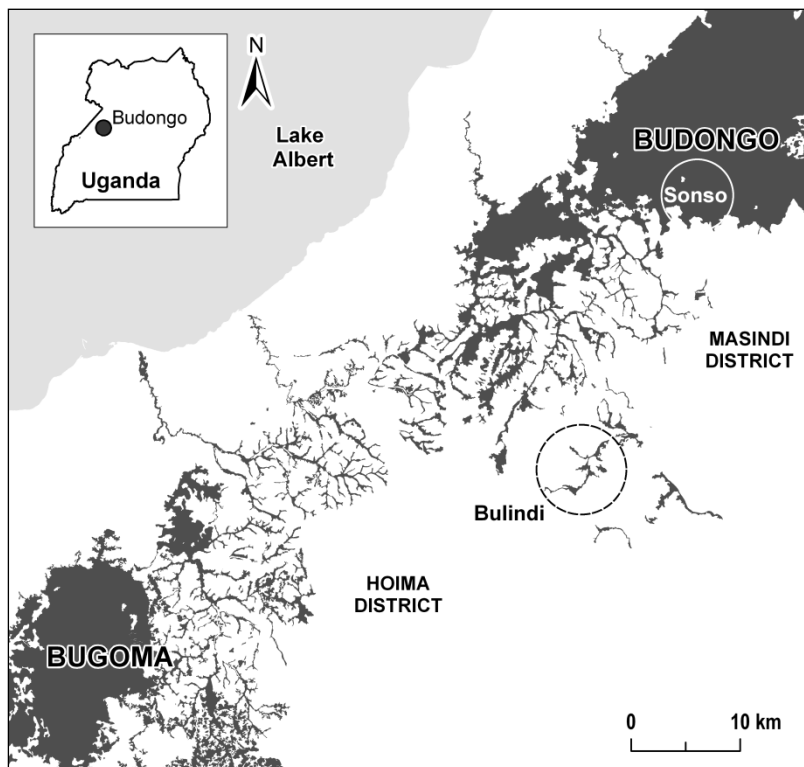 N
Budongo
Uganda
Lake
Albert
BUDONGO
Sonso
MASINDI
DISTRICT
Bulindi
HOIMA
DISTRICT
BUGOMA
0 10 km